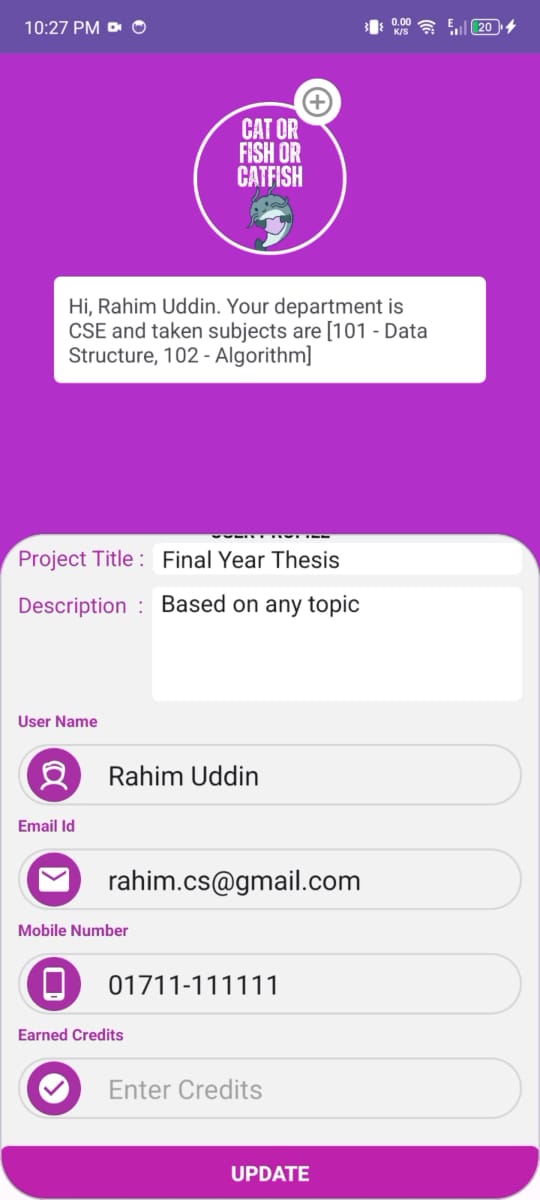 10:27 PM
0.00
K/S
E
20
CAT OR
FISH OR
CATFISH
Hi, Rahim Uddin. Your department is
CSE and taken subjects are [101 - Data
Structure, 102 - Algorithm]
USER PROFILE
Project Title : Final Year Thesis
Description : Based on any topic
User Name
Rahim Uddin
Email Id
rahim.cs@gmail.com
Mobile Number
01711-111111
Earned Credits
Enter Credits
UPDATE